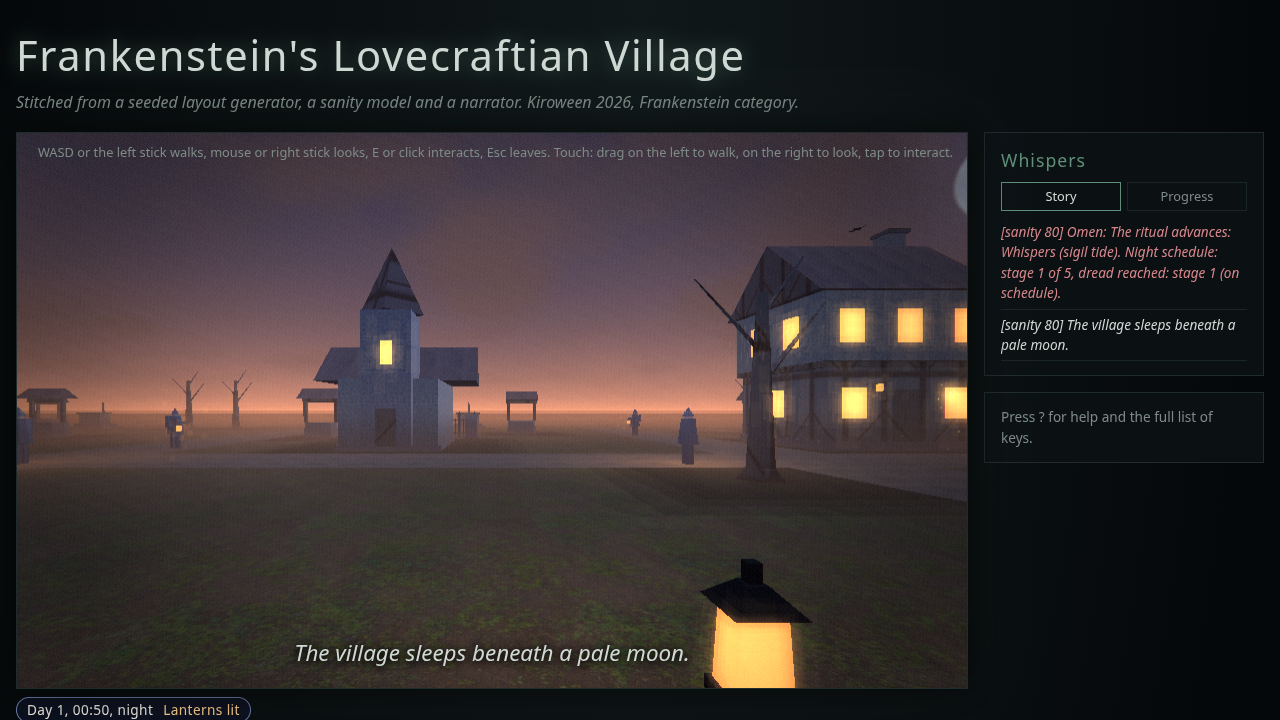 Frankenstein's Lovecraftian Village
Stitched from a seeded layout generator, a sanity model and a narrator. Kiroween 2026, Frankenstein category.
WASD or the left stick walks, mouse or right stick looks, E or click interacts, Esc leaves. Touch: drag on the left to walk, on the right to look, tap to interact.
The village sleeps beneath a pale moon.
Day 1, 00:50, night Lanterns lit
Whispers
Story Progress
[sanity 80] Omen: The ritual advances:
Whispers (sigil tide). Night schedule:
stage 1 of 5, dread reached: stage 1 (on
schedule).
[sanity 80] The village sleeps beneath a
pale moon.
Press ? for help and the full list of
keys.